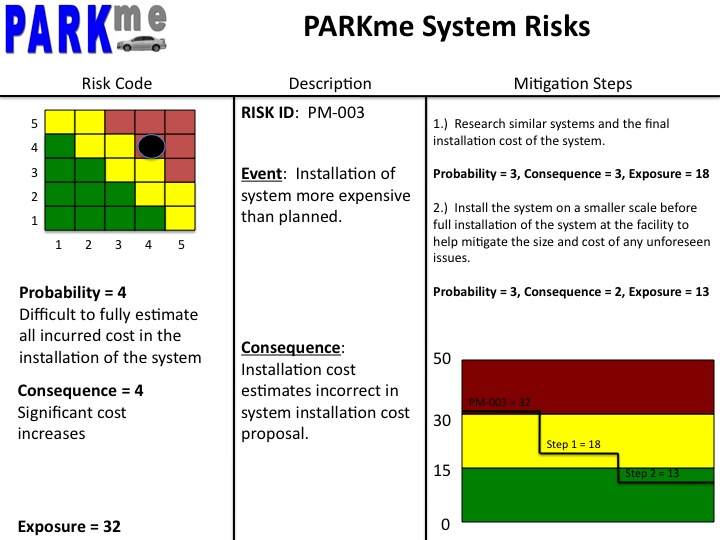 PARKme
PARKme System Risks
Risk Code
Description
Mitigation Steps
5
4
3
2
1
1 2 3 4 5
Probability = 4
Difficult to fully estimate
all incurred cost in the
installation of the system
Consequence = 4
Significant cost
increases
Exposure = 32
RISK ID: PM-003
Event: Installation of
system more expensive
than planned.
Consequence:
Installation cost
estimates incorrect in
system installation cost
proposal.
1.) Research similar systems and the final
installation cost of the system.
Probability = 3, Consequence = 3, Exposure = 18
2.) Install the system on a smaller scale before
full installation of the system at the facility to
help mitigate the size and cost of any unforeseen
issues.
Probability = 3, Consequence = 2, Exposure = 13
50
PM-003 = 32
30
Step 1 = 18
15
Step 2 = 13
0